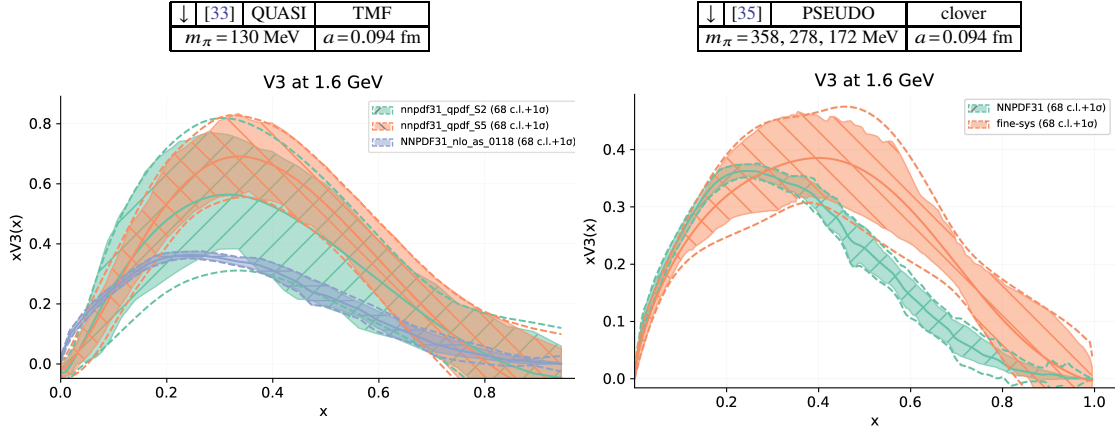 ↓ [33] QUASI TMF
mπ=130 MeV a=0.094 fm
V3 at 1.6 GeV
nnpdf31_qpdf_S2 (68 c.l.+1σ)
nnpdf31_qpdf_S5 (68 c.l.+1σ)
NNPDF31_nlo_as_0118 (68 c.l.+1σ)
xV3(x)
0.8
0.6
0.4
0.2
0.0
0.0 0.2 0.4 0.6 0.8
x
↓ [35] PSEUDO clover
mπ=358, 278, 172 MeV a=0.094 fm
V3 at 1.6 GeV
NNPDF31 (68 c.l.+1σ)
fine-sys (68 c.l.+1σ)
xV3(x)
0.4
0.3
0.2
0.1
0.0
0.2 0.4 0.6 0.8 1.0
x